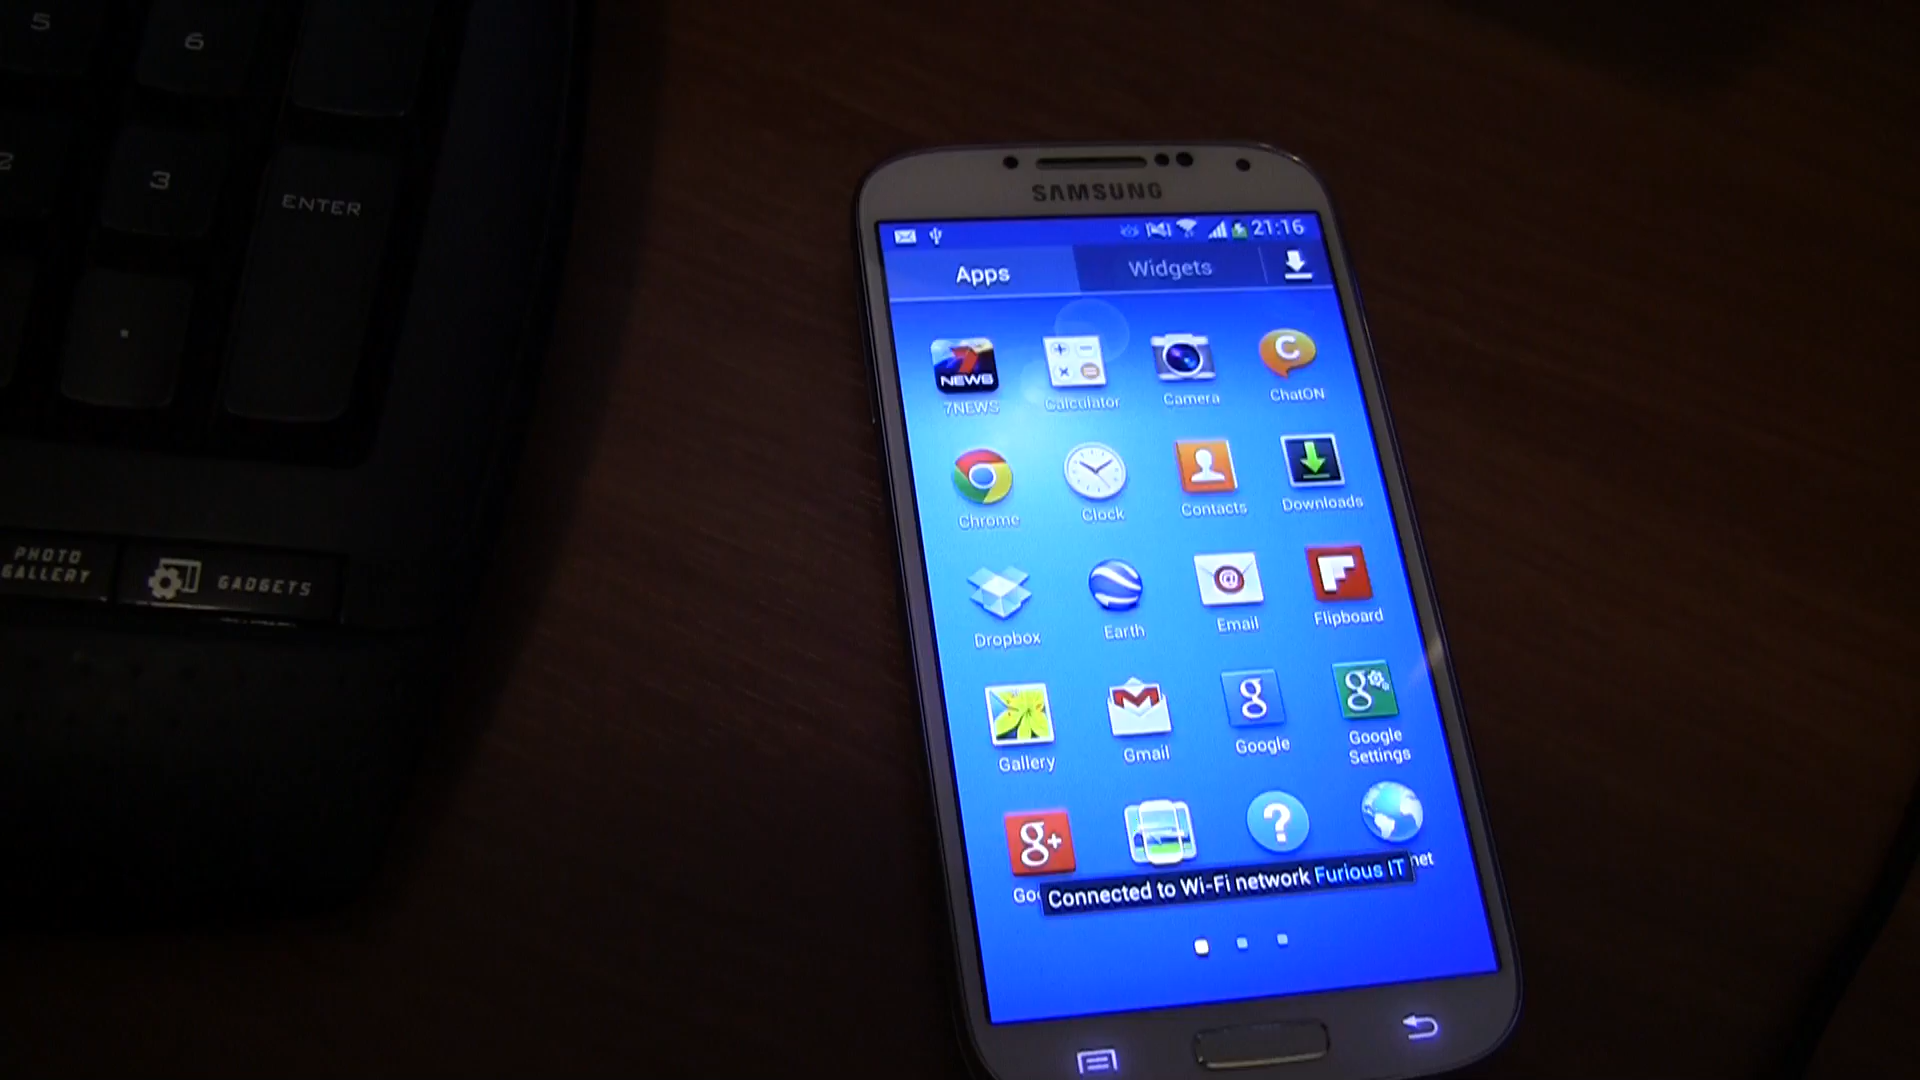 5
6
2
3
ENTER
.
PHOTO
GALLERY
GADGETS
SAMSUNG
21:16
Apps
Widgets
7 NEWS
C
7NEWS
Calculator
Camera
ChatON
Chrome
Clock
Contacts
Downloads
@
Dropbox
Earth
Email
Flipboard
g
g
Gallery
Gmail
Google
Google
Settings
g+
?
Connected to Wi-Fi network Furious IT